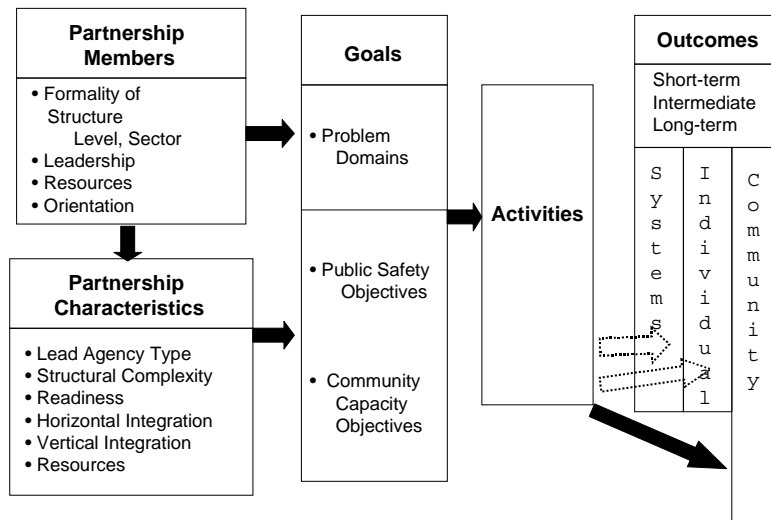 Partnership
Members
• Formality of
Structure
Level, Sector
• Leadership
• Resources
• Orientation
Partnership
Characteristics
• Lead Agency Type
• Structural Complexity
• Readiness
• Horizontal Integration
• Vertical Integration
• Resources
Goals
• Problem
Domains
• Public Safety
Objectives
• Community
Capacity
Objectives
Activities
Outcomes
Short-term
Intermediate
Long-term
Systems
Individual
Community